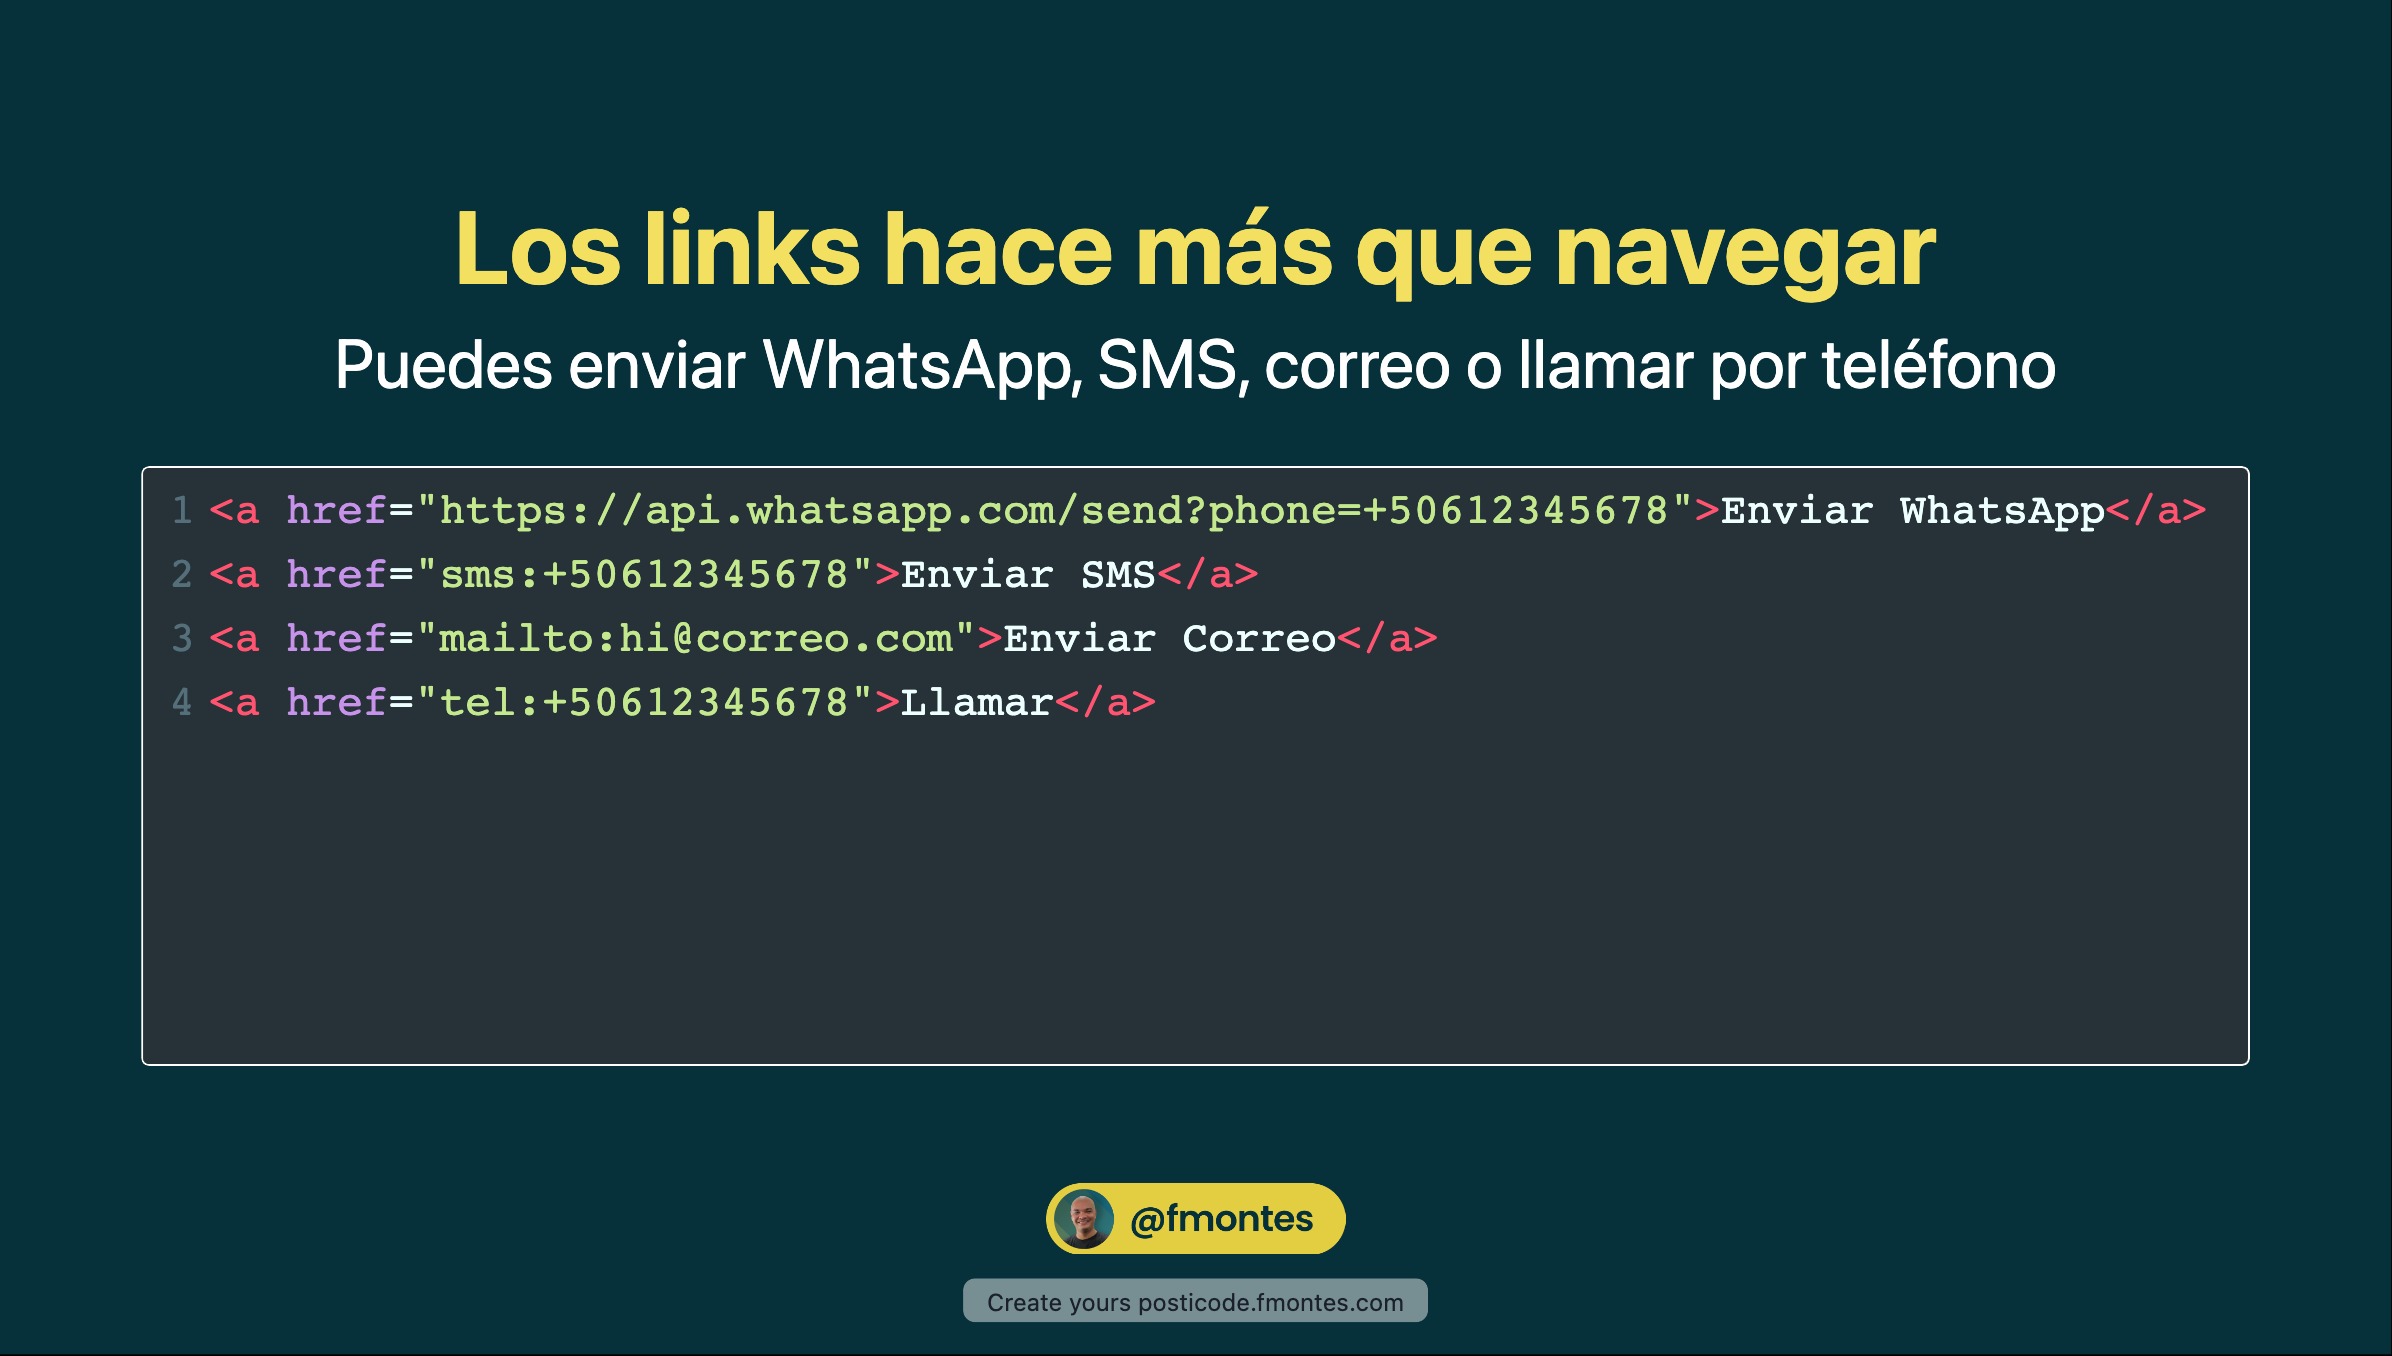 Los links hace más que navegar
Puedes enviar WhatsApp, SMS, correo o llamar por teléfono
1 <a href="https://api.whatsapp.com/send?phone=+50612345678">Enviar WhatsApp</a>
2 <a href="sms:+50612345678">Enviar SMS</a>
3 <a href="mailto:hi@correo.com">Enviar Correo</a>
4 <a href="tel:+50612345678">Llamar</a>
@fmontes
Create yours posticode.fmontes.com